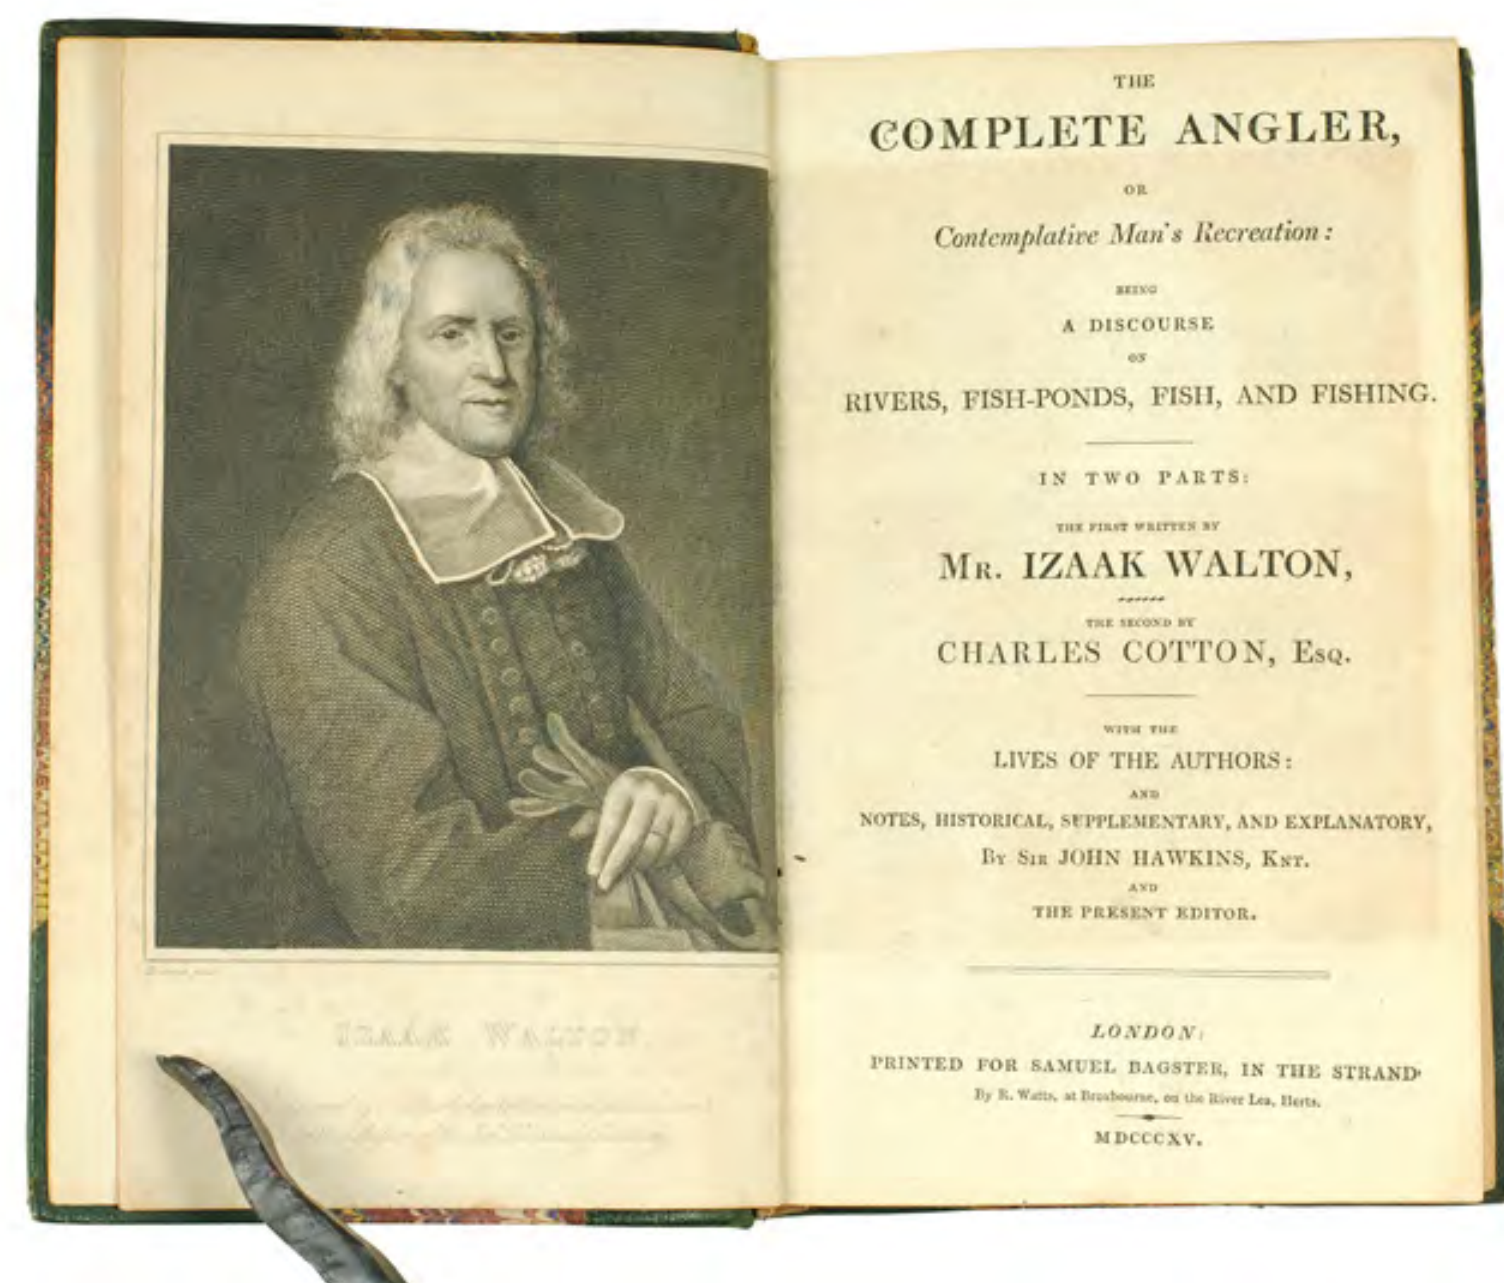 IZAAK WALTON.
THE
COMPLETE ANGLER,
OR
Contemplative Man's Recreation:
BEING
A DISCOURSE
ON
RIVERS, FISH-PONDS, FISH, AND FISHING.
IN TWO PARTS:
THE FIRST WRITTEN BY
MR. IZAAK WALTON,
THE SECOND BY
CHARLES COTTON, ESQ.
WITH THE
LIVES OF THE AUTHORS:
AND
NOTES, HISTORICAL, SUPPLEMENTARY, AND EXPLANATORY,
BY SIR JOHN HAWKINS, KNT.
AND
THE PRESENT EDITOR.
LONDON:
PRINTED FOR SAMUEL BAGSTER, IN THE STRAND
By R. Watts, at Broxbourne, on the River Lea, Herts.
MDCCCXV.